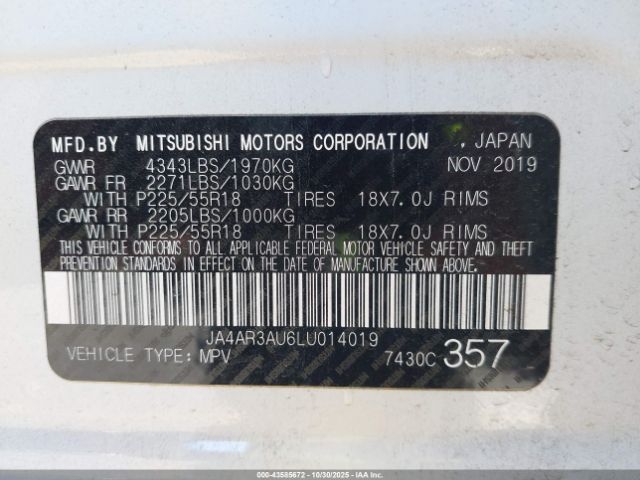 MFD.BY MITSUBISHI MOTORS CORPORATION , JAPAN
GVWR 4343LBS/1970KG NOV 2019
GAWR FR 2271LBS/1030KG
WITH P225/55R18 TIRES 18X7.0J RIMS
GAWR RR 2205LBS/1000KG
WITH P225/55R18 TIRES 18X7.0J RIMS
THIS VEHICLE CONFORMS TO ALL APPLICABLE FEDERAL MOTOR VEHICLE SAFETY AND THEFT
PREVENTION STANDARDS IN EFFECT ON THE DATE OF MANUFACTURE SHOWN ABOVE.
JA4AR3AU6LU014019
VEHICLE TYPE: MPV 7430C 357
000-43585672 | 10/30/2025 - IAAI.com